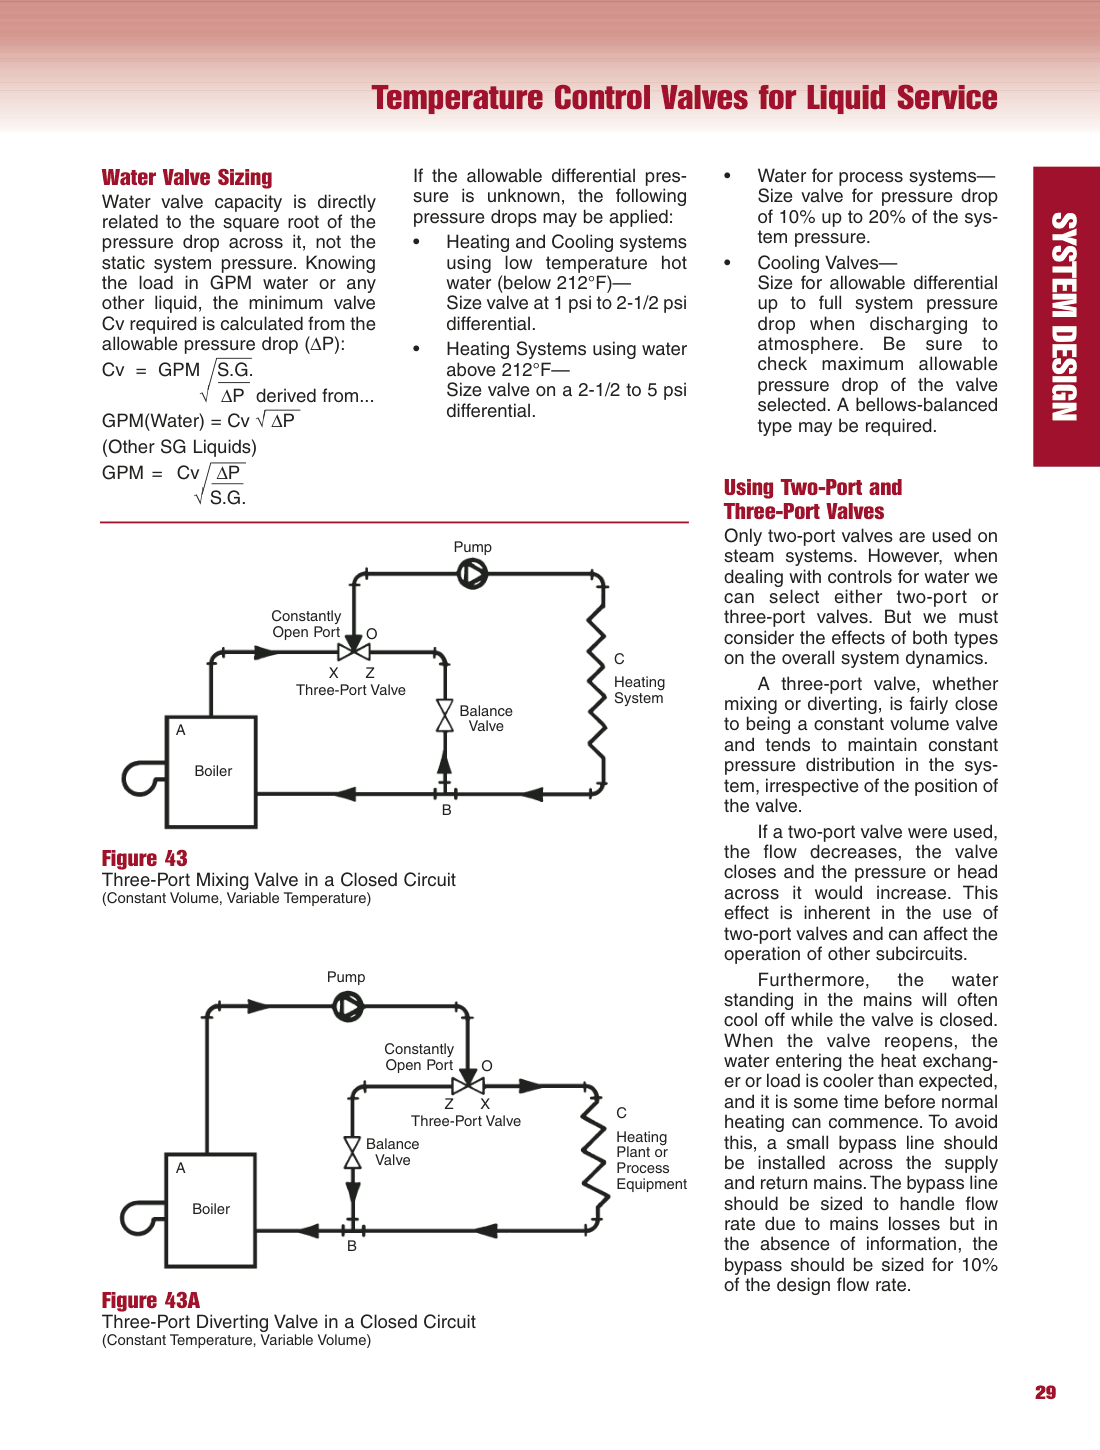 Temperature Control Valves for Liquid Service
SYSTEM DESIGN
Water Valve Sizing
Water valve capacity is directly
related to the square root of the
pressure drop across it, not the
static system pressure. Knowing
the load in GPM water or any
other liquid, the minimum valve
Cv required is calculated from the
allowable pressure drop (∆P):
Cv = GPM √ S.G.
∆P derived from...
GPM(Water) = Cv √ ∆P
(Other SG Liquids)
GPM = Cv √ ∆P
S.G.
If the allowable differential pres-
sure is unknown, the following
pressure drops may be applied:
• Heating and Cooling systems
using low temperature hot
water (below 212°F)—
Size valve at 1 psi to 2-1/2 psi
differential.
• Heating Systems using water
above 212°F—
Size valve on a 2-1/2 to 5 psi
differential.
• Water for process systems—
Size valve for pressure drop
of 10% up to 20% of the sys-
tem pressure.
• Cooling Valves—
Size for allowable differential
up to full system pressure
drop when discharging to
atmosphere. Be sure to
check maximum allowable
pressure drop of the valve
selected. A bellows-balanced
type may be required.
Using Two-Port and
Three-Port Valves
Only two-port valves are used on
steam systems. However, when
dealing with controls for water we
can select either two-port or
three-port valves. But we must
consider the effects of both types
on the overall system dynamics.
A three-port valve, whether
mixing or diverting, is fairly close
to being a constant volume valve
and tends to maintain constant
pressure distribution in the sys-
tem, irrespective of the position of
the valve.
If a two-port valve were used,
the flow decreases, the valve
closes and the pressure or head
across it would increase. This
effect is inherent in the use of
two-port valves and can affect the
operation of other subcircuits.
Furthermore, the water
standing in the mains will often
cool off while the valve is closed.
When the valve reopens, the
water entering the heat exchang-
er or load is cooler than expected,
and it is some time before normal
heating can commence. To avoid
this, a small bypass line should
be installed across the supply
and return mains. The bypass line
should be sized to handle flow
rate due to mains losses but in
the absence of information, the
bypass should be sized for 10%
of the design flow rate.
Pump
Constantly
Open Port
O
X Z
Three-Port Valve
C
Heating
System
Balance
Valve
A
Boiler
B
Figure 43
Three-Port Mixing Valve in a Closed Circuit
(Constant Volume, Variable Temperature)
Pump
Constantly
Open Port
O
Z X
Three-Port Valve
C
Heating
Plant or
Process
Equipment
Balance
Valve
A
Boiler
B
Figure 43A
Three-Port Diverting Valve in a Closed Circuit
(Constant Temperature, Variable Volume)
29